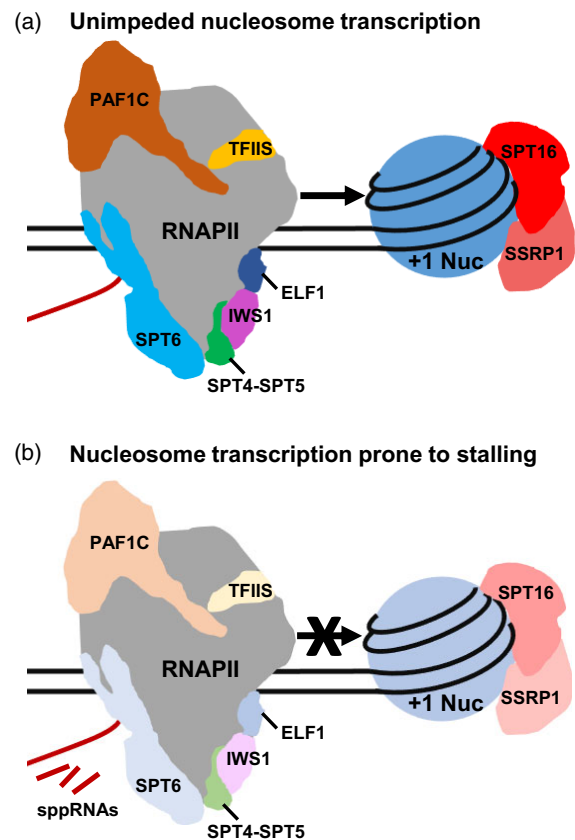 (a) Unimpeded nucleosome transcription
PAF1C
TFIIS
SPT16
RNAPII
SSRP1
+1 Nuc
ELF1
IWS1
SPT6
SPT4-SPT5
(b) Nucleosome transcription prone to stalling
PAF1C
TFIIS
SPT16
RNAPII
SSRP1
+1 Nuc
ELF1
IWS1
SPT6
sppRNAs
SPT4-SPT5